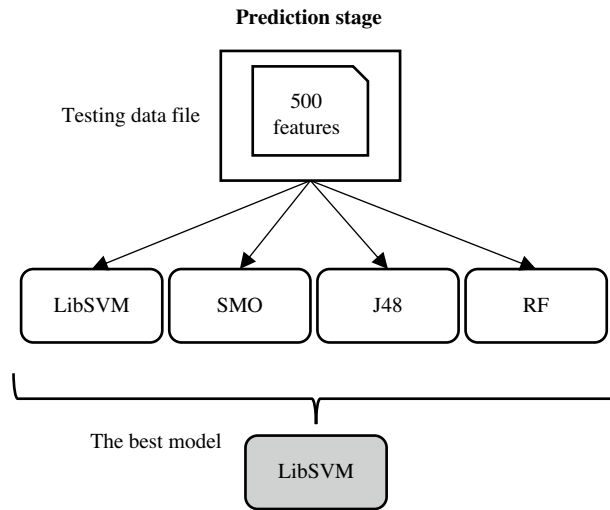 Prediction stage
Testing data file
500
features
LibSVM
SMO
J48
RF
The best model
LibSVM